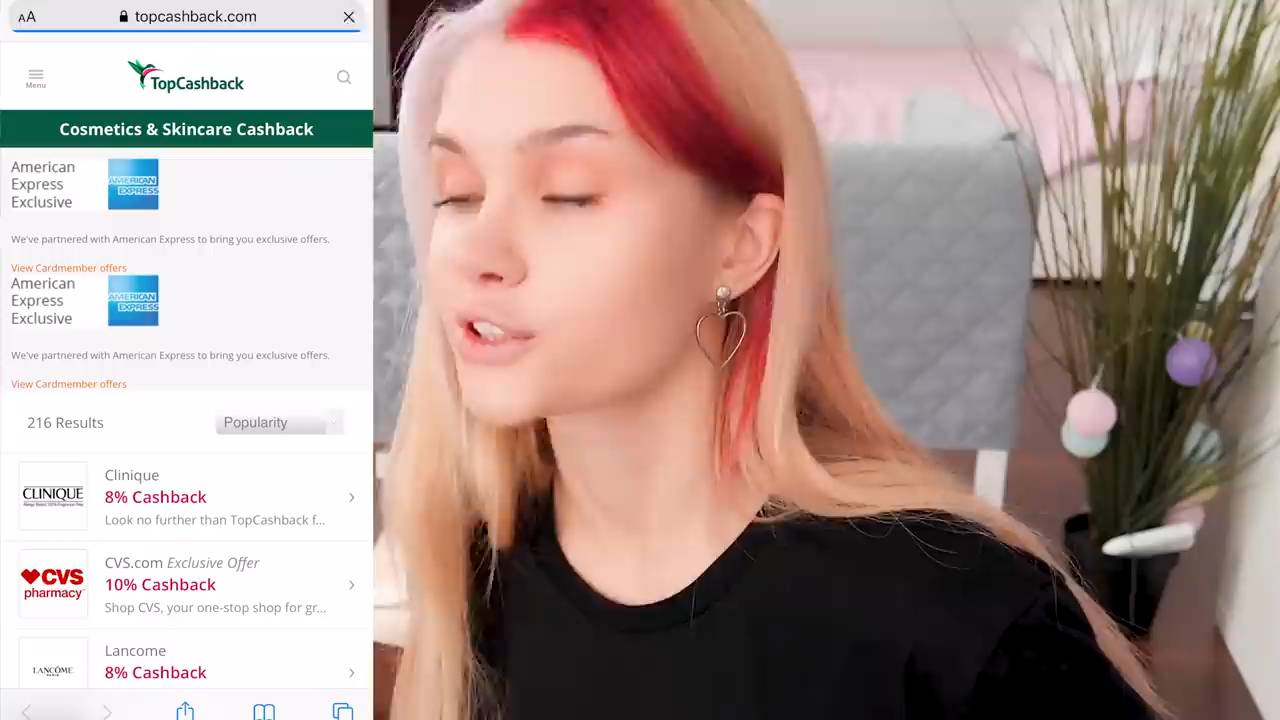 AA topcashback.com
Menu
TopCashback
Cosmetics & Skincare Cashback
American
Express
Exclusive
AMERICAN
EXPRESS
We've partnered with American Express to bring you exclusive offers.
View Cardmember offers
American
Express
Exclusive
AMERICAN
EXPRESS
We've partnered with American Express to bring you exclusive offers.
View Cardmember offers
216 Results
Popularity
CLINIQUE
Clinique
8% Cashback
Look no further than TopCashback f...
CVS
pharmacy
CVS.com Exclusive Offer
10% Cashback
Shop CVS, your one-stop shop for gr...
LANCÔME
PARIS
Lancome
8% Cashback